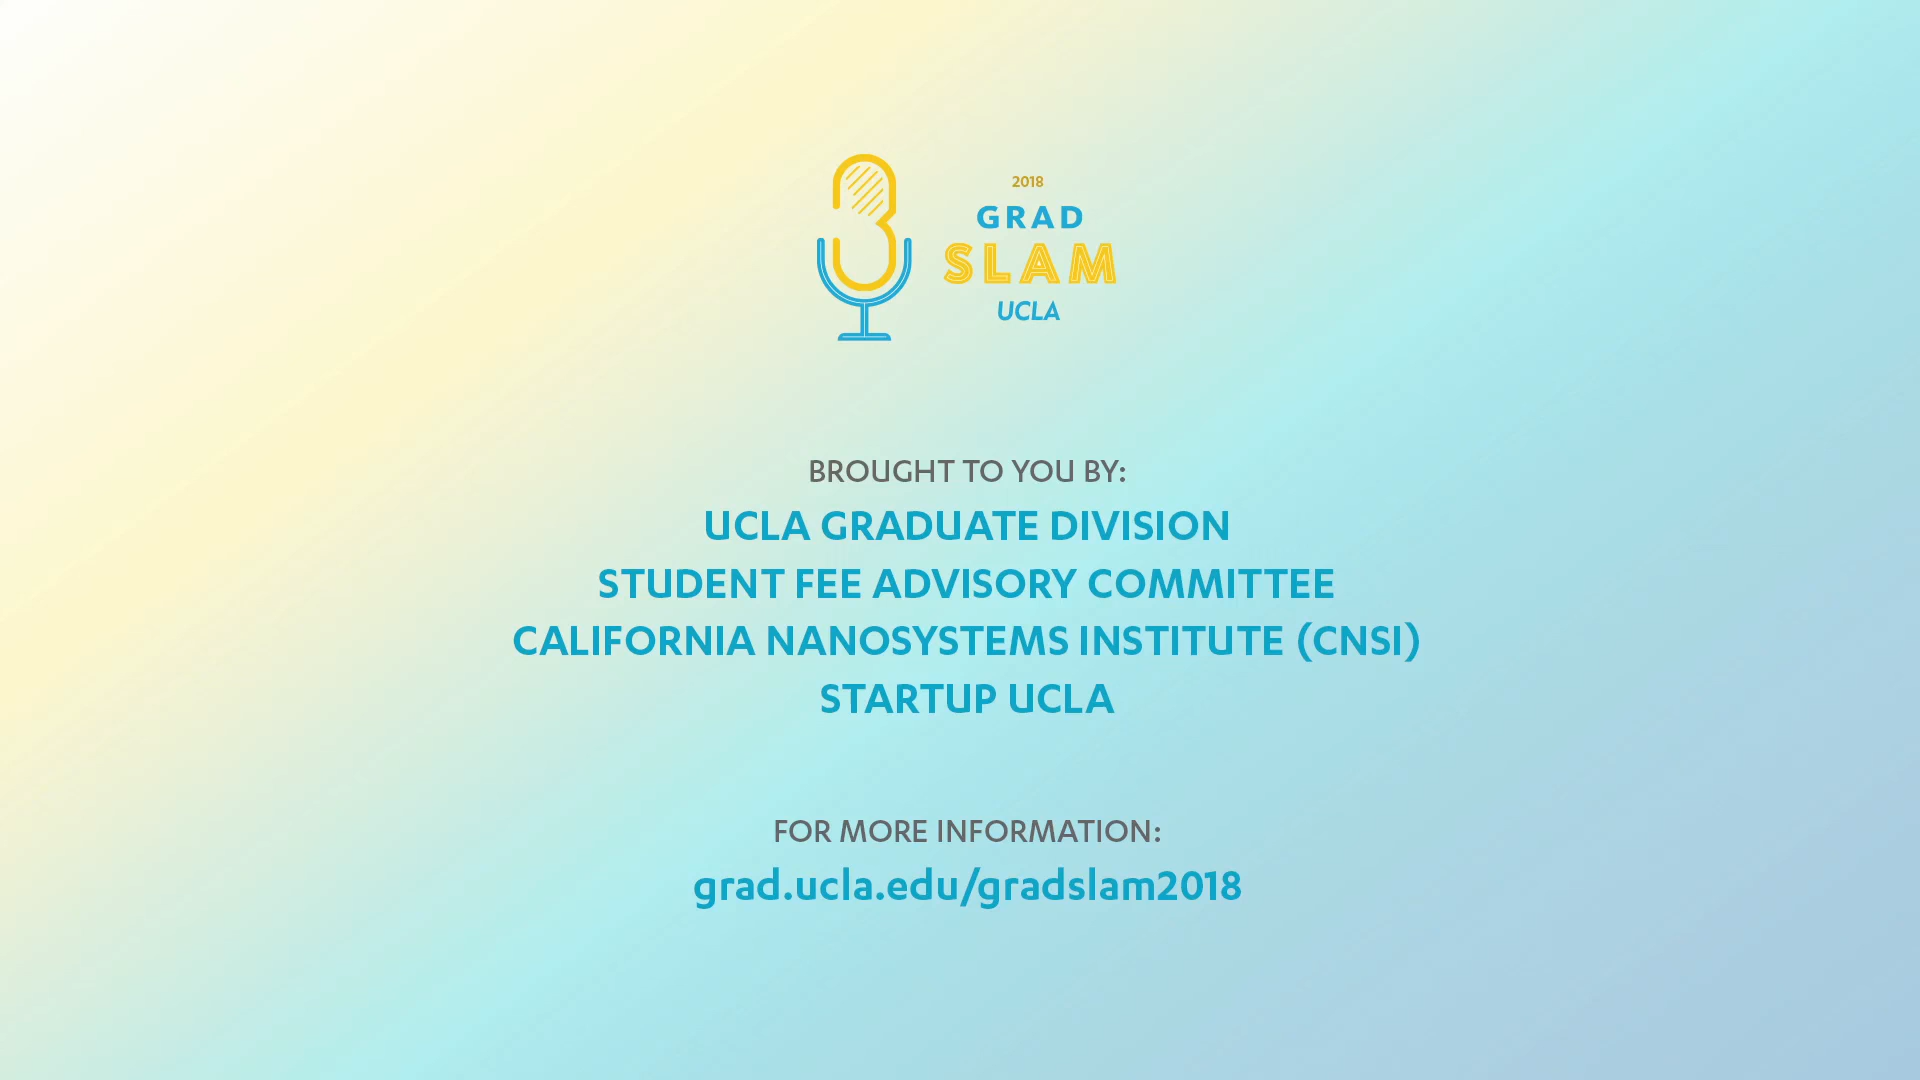 2018
GRAD
SLAM
UCLA
BROUGHT TO YOU BY:
UCLA GRADUATE DIVISION
STUDENT FEE ADVISORY COMMITTEE
CALIFORNIA NANOSYSTEMS INSTITUTE (CNSI)
STARTUP UCLA
FOR MORE INFORMATION:
grad.ucla.edu/gradslam2018